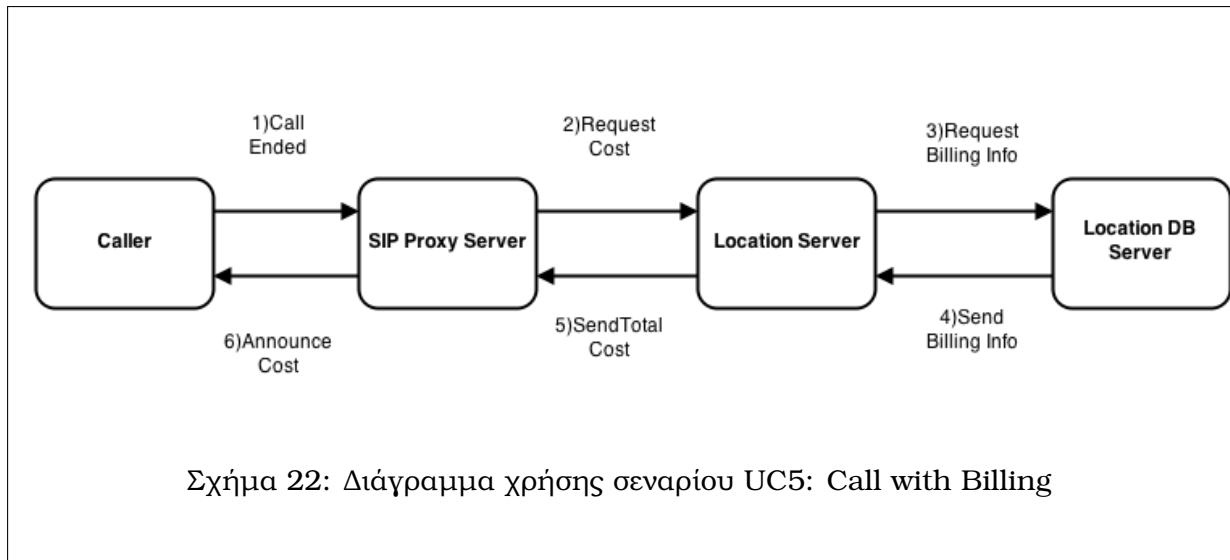 1)Call
Ended
2)Request
Cost
3)Request
Billing Info
Caller
SIP Proxy Server
Location Server
Location DB
Server
6)Announce
Cost
5)SendTotal
Cost
4)Send
Billing Info
Σχήμα 22: Διάγραμμα χρήσης σεναρίου UC5: Call with Billing